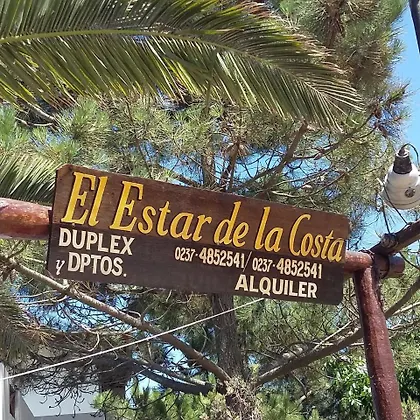 El Estar de la Costa
DUPLEX 0237-4852541/0237-4852541
y DPTOS. ALQUILER